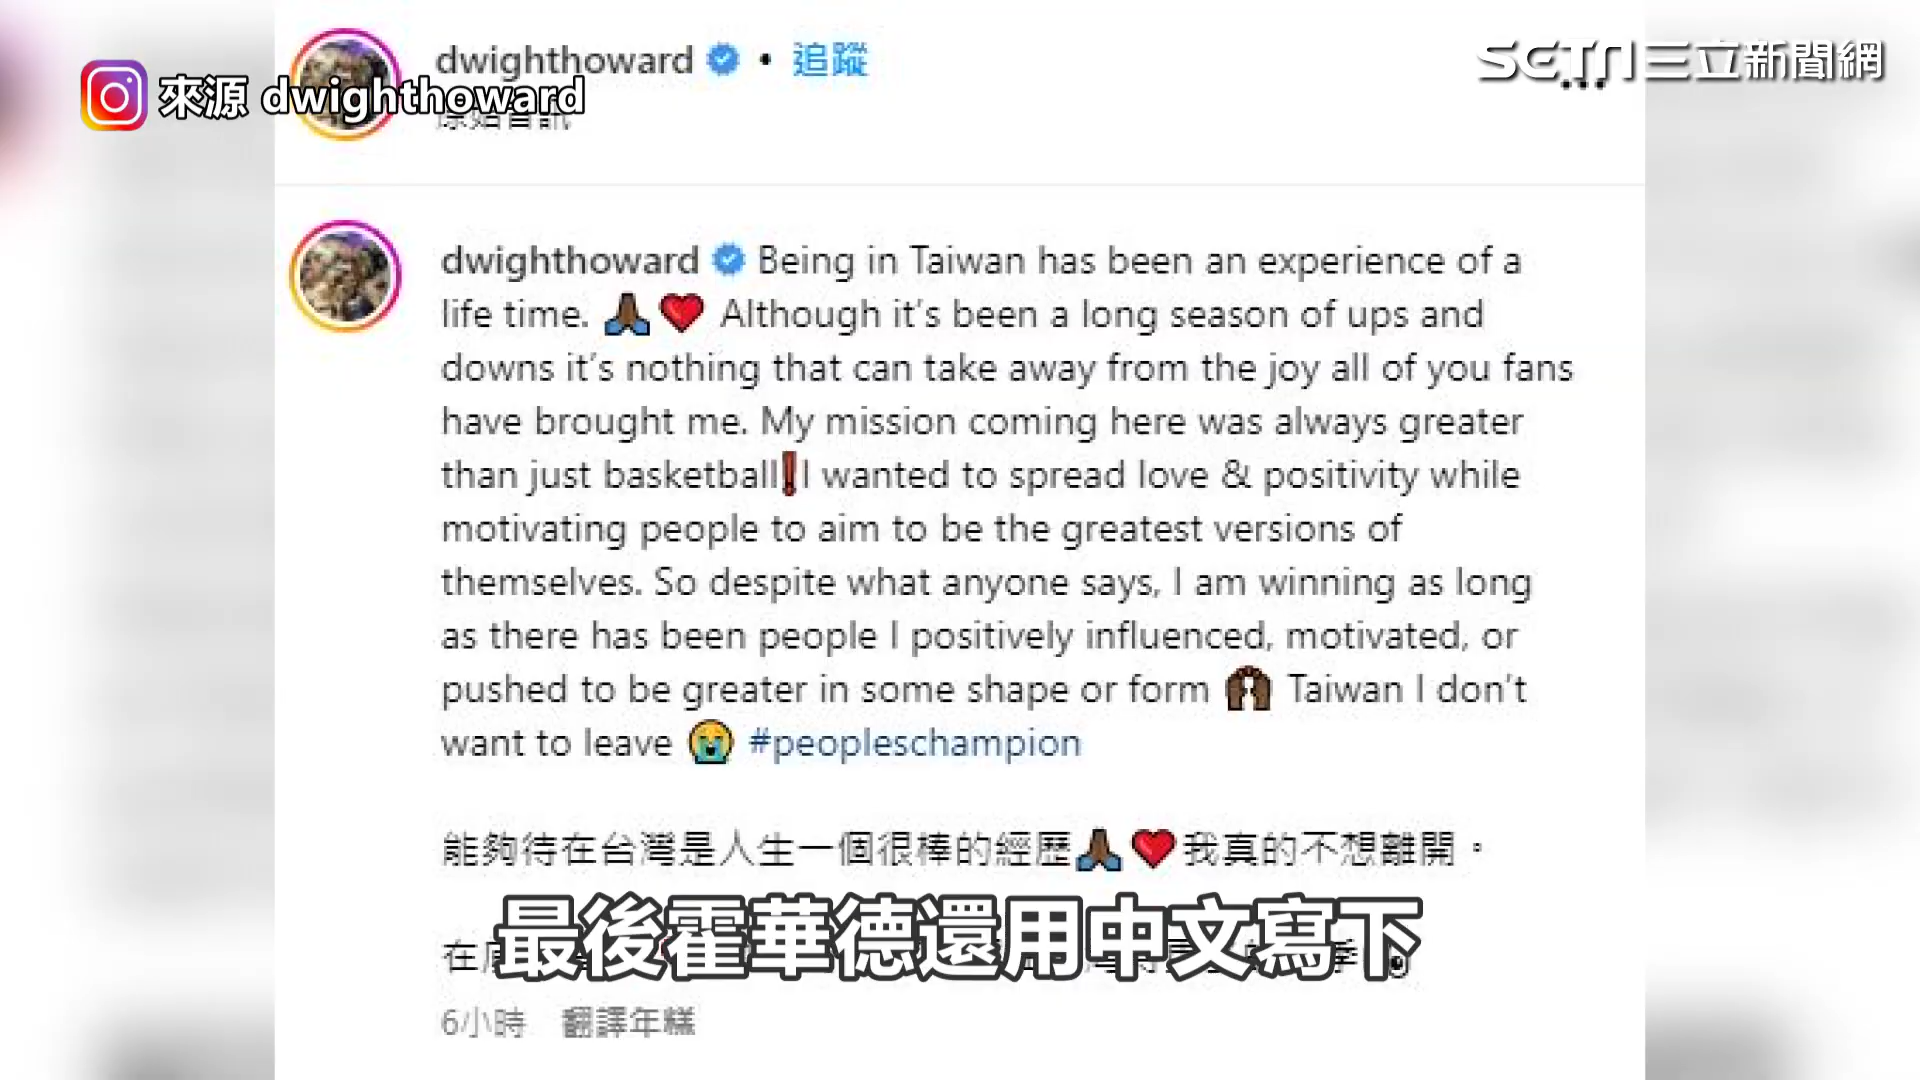 dwighthoward • 追蹤
SETN三立新聞網
來源 dwighthoward
原始音訊
dwighthoward Being in Taiwan has been an experience of a
life time. 🙏🏾❤️ Although it's been a long season of ups and
downs it's nothing that can take away from the joy all of you fans
have brought me. My mission coming here was always greater
than just basketball❗I wanted to spread love & positivity while
motivating people to aim to be the greatest versions of
themselves. So despite what anyone says, I am winning as long
as there has been people I positively influenced, motivated, or
pushed to be greater in some shape or form 🙌🏾 Taiwan I don't
want to leave 😭 #peopleschampion
能夠待在台灣是人生一個很棒的經歷🙏🏾❤️我真的不想離開。
最後霍華德還用中文寫下
在
6小時 翻譯年糕